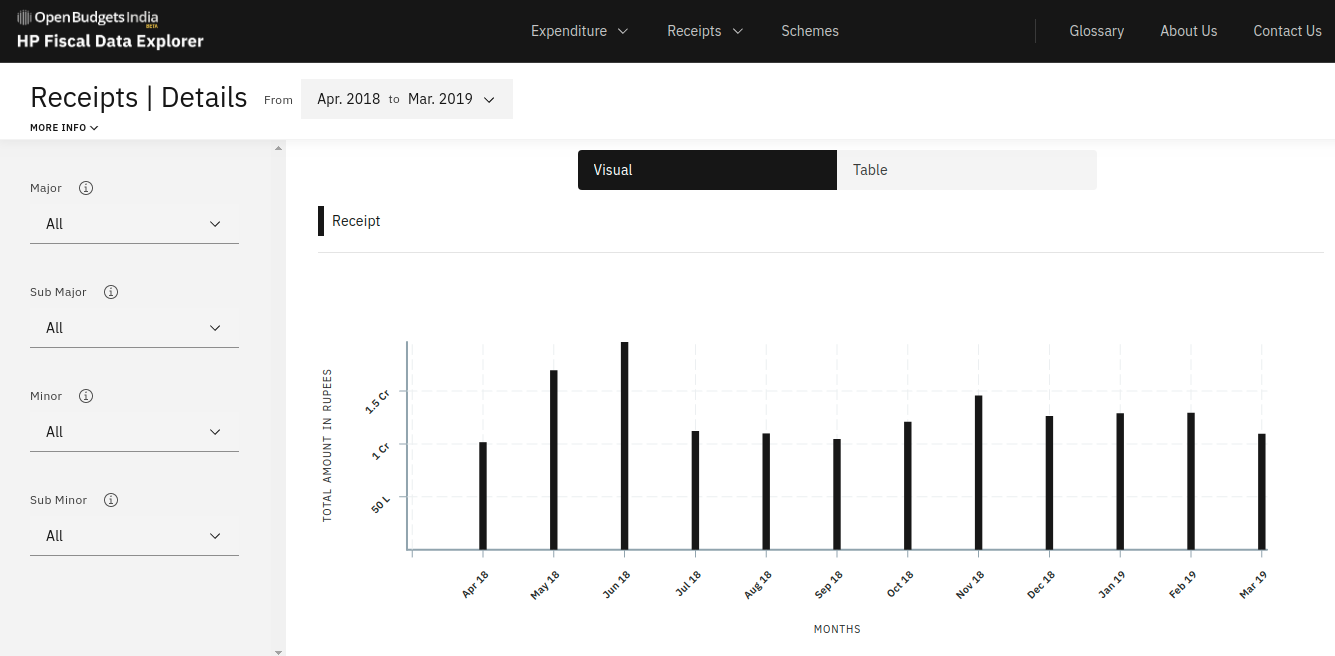 Open Budgets India
BETA
HP Fiscal Data Explorer
Expenditure
Receipts
Schemes
Glossary
About Us
Contact Us
Receipts | Details
From
Apr. 2018 to Mar. 2019
MORE INFO
Major
All
Sub Major
All
Minor
All
Sub Minor
All
Visual
Table
Receipt
TOTAL AMOUNT IN RUPEES
1.5 Cr
1 Cr
50 L
Apr 18
May 18
Jun 18
Jul 18
Aug 18
Sep 18
Oct 18
Nov 18
Dec 18
Jan 19
Feb 19
Mar 19
MONTHS